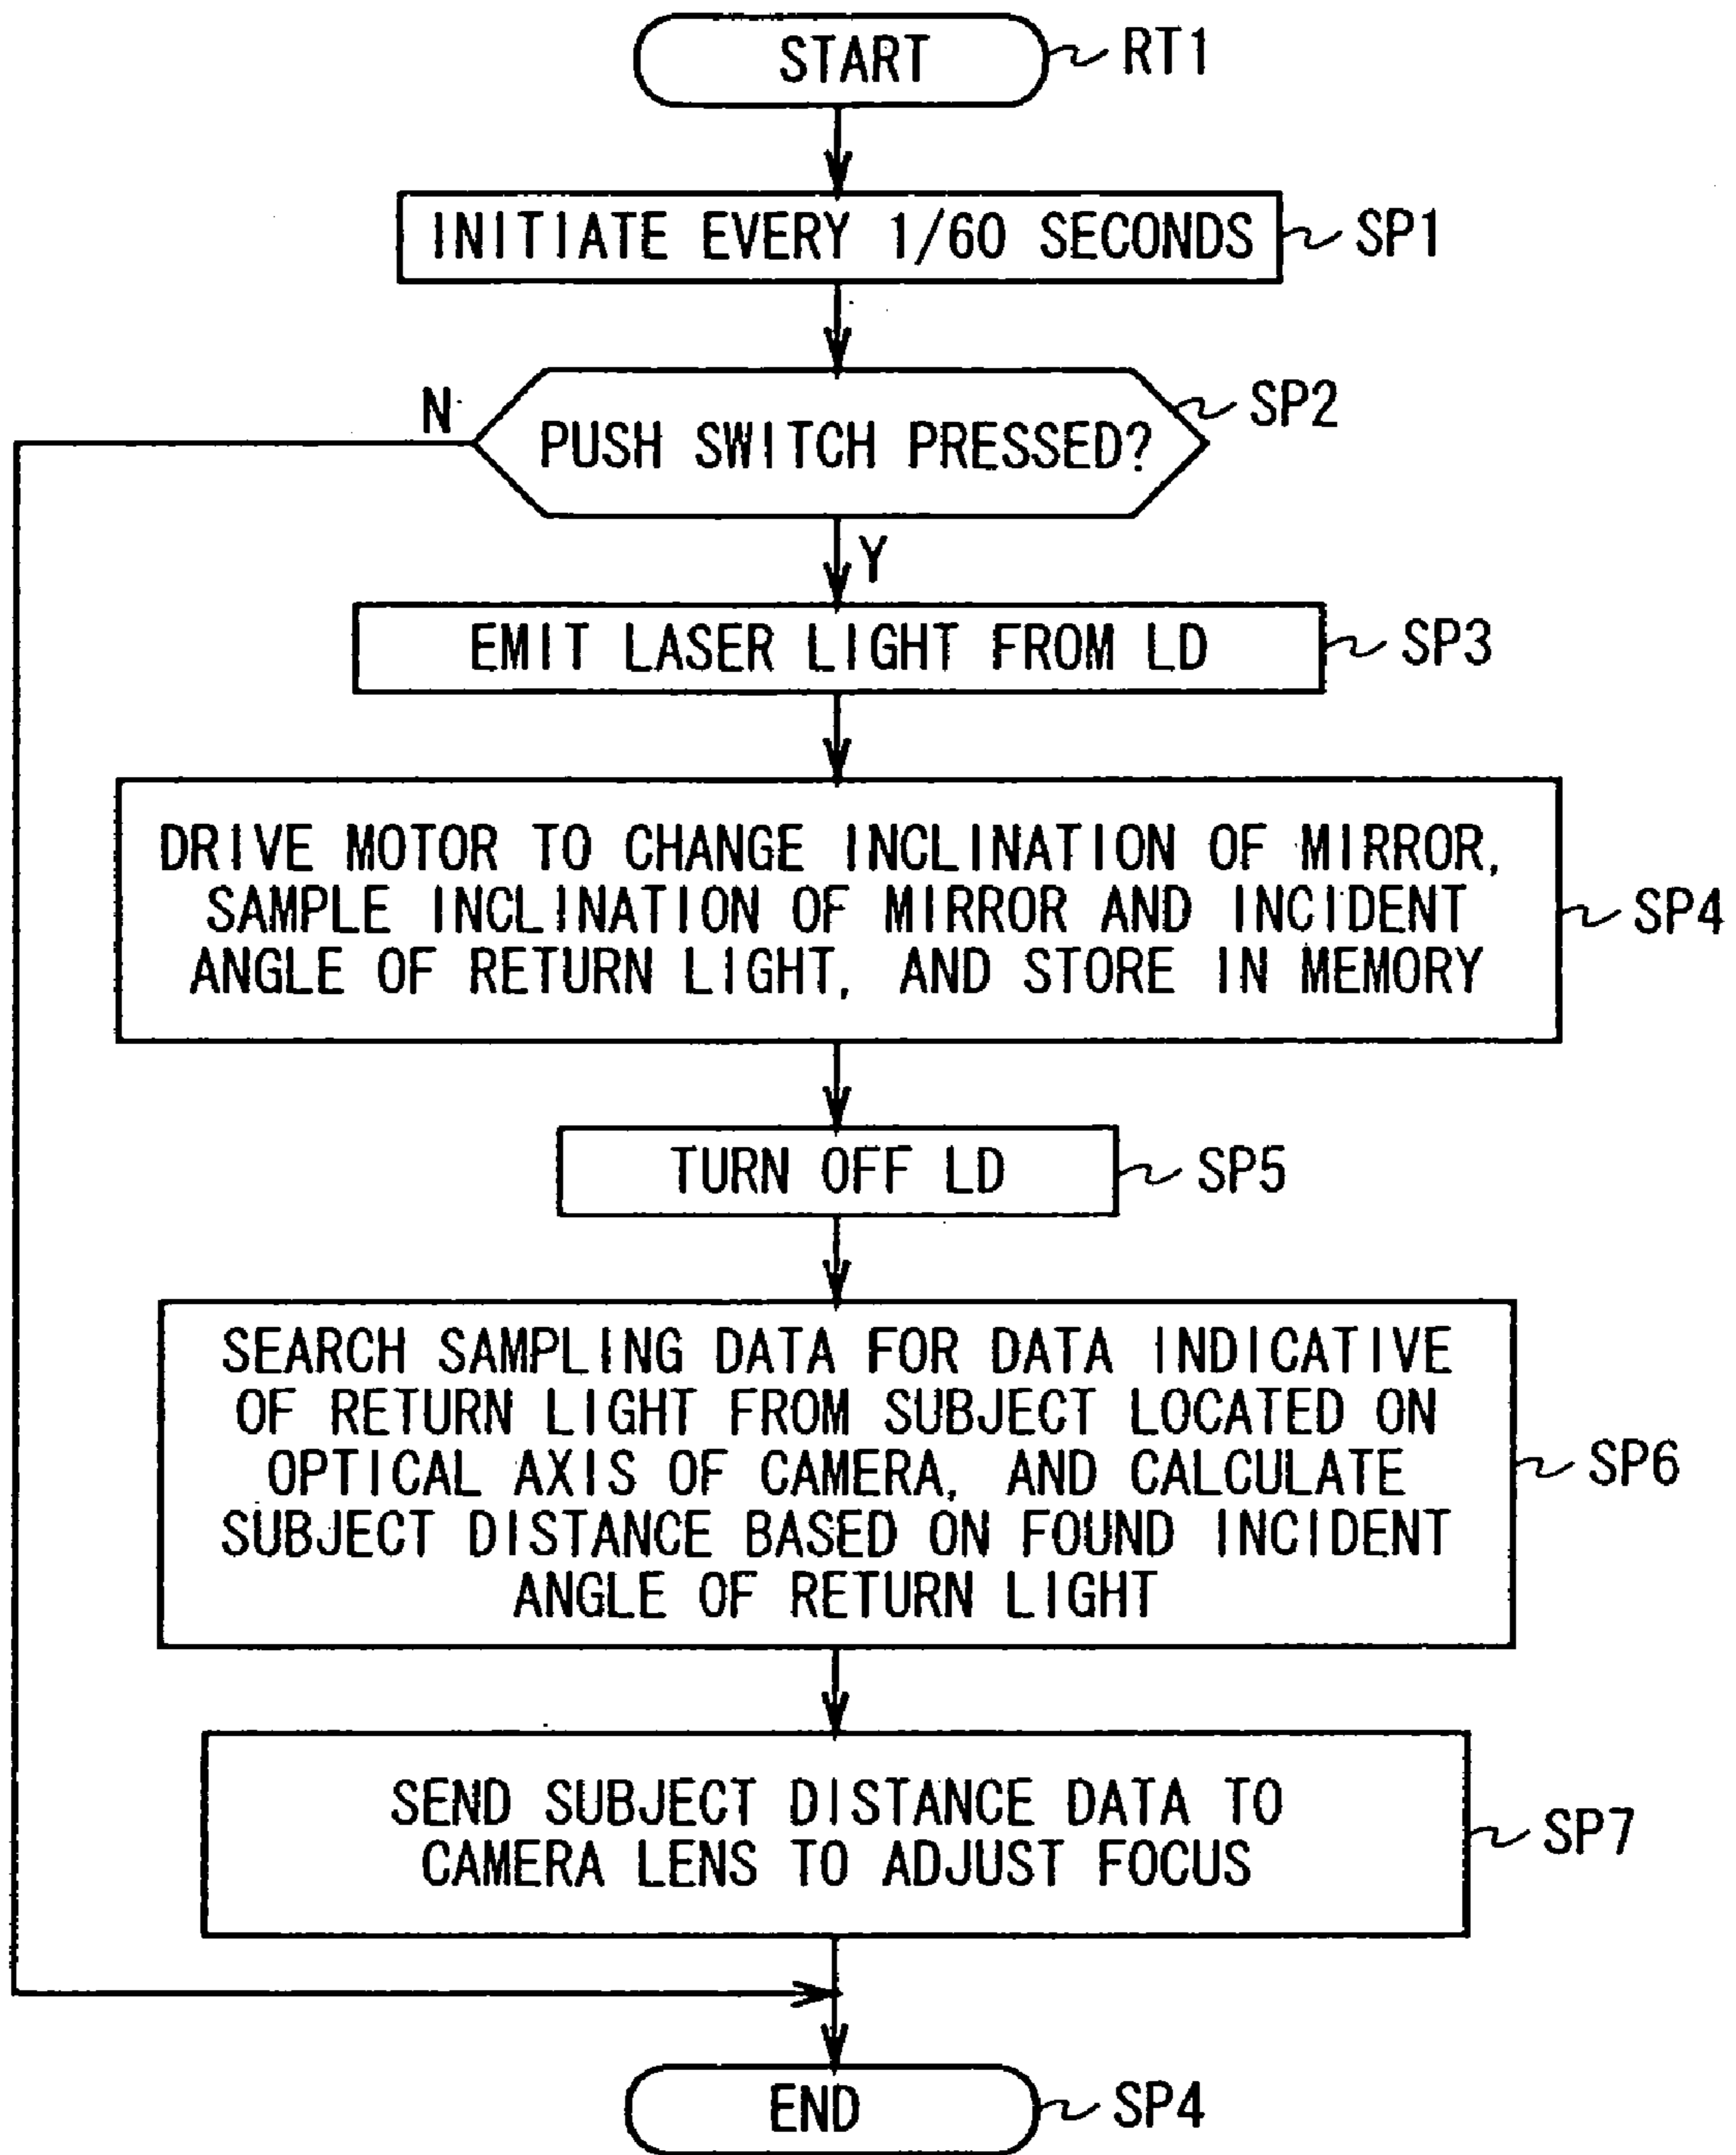 START
RT1
INITIATE EVERY 1/60 SECONDS
SP1
N
PUSH SWITCH PRESSED?
SP2
Y
EMIT LASER LIGHT FROM LD
SP3
DRIVE MOTOR TO CHANGE INCLINATION OF MIRROR,
SAMPLE INCLINATION OF MIRROR AND INCIDENT
ANGLE OF RETURN LIGHT, AND STORE IN MEMORY
SP4
TURN OFF LD
SP5
SEARCH SAMPLING DATA FOR DATA INDICATIVE
OF RETURN LIGHT FROM SUBJECT LOCATED ON
OPTICAL AXIS OF CAMERA, AND CALCULATE
SUBJECT DISTANCE BASED ON FOUND INCIDENT
ANGLE OF RETURN LIGHT
SP6
SEND SUBJECT DISTANCE DATA TO
CAMERA LENS TO ADJUST FOCUS
SP7
END
SP4